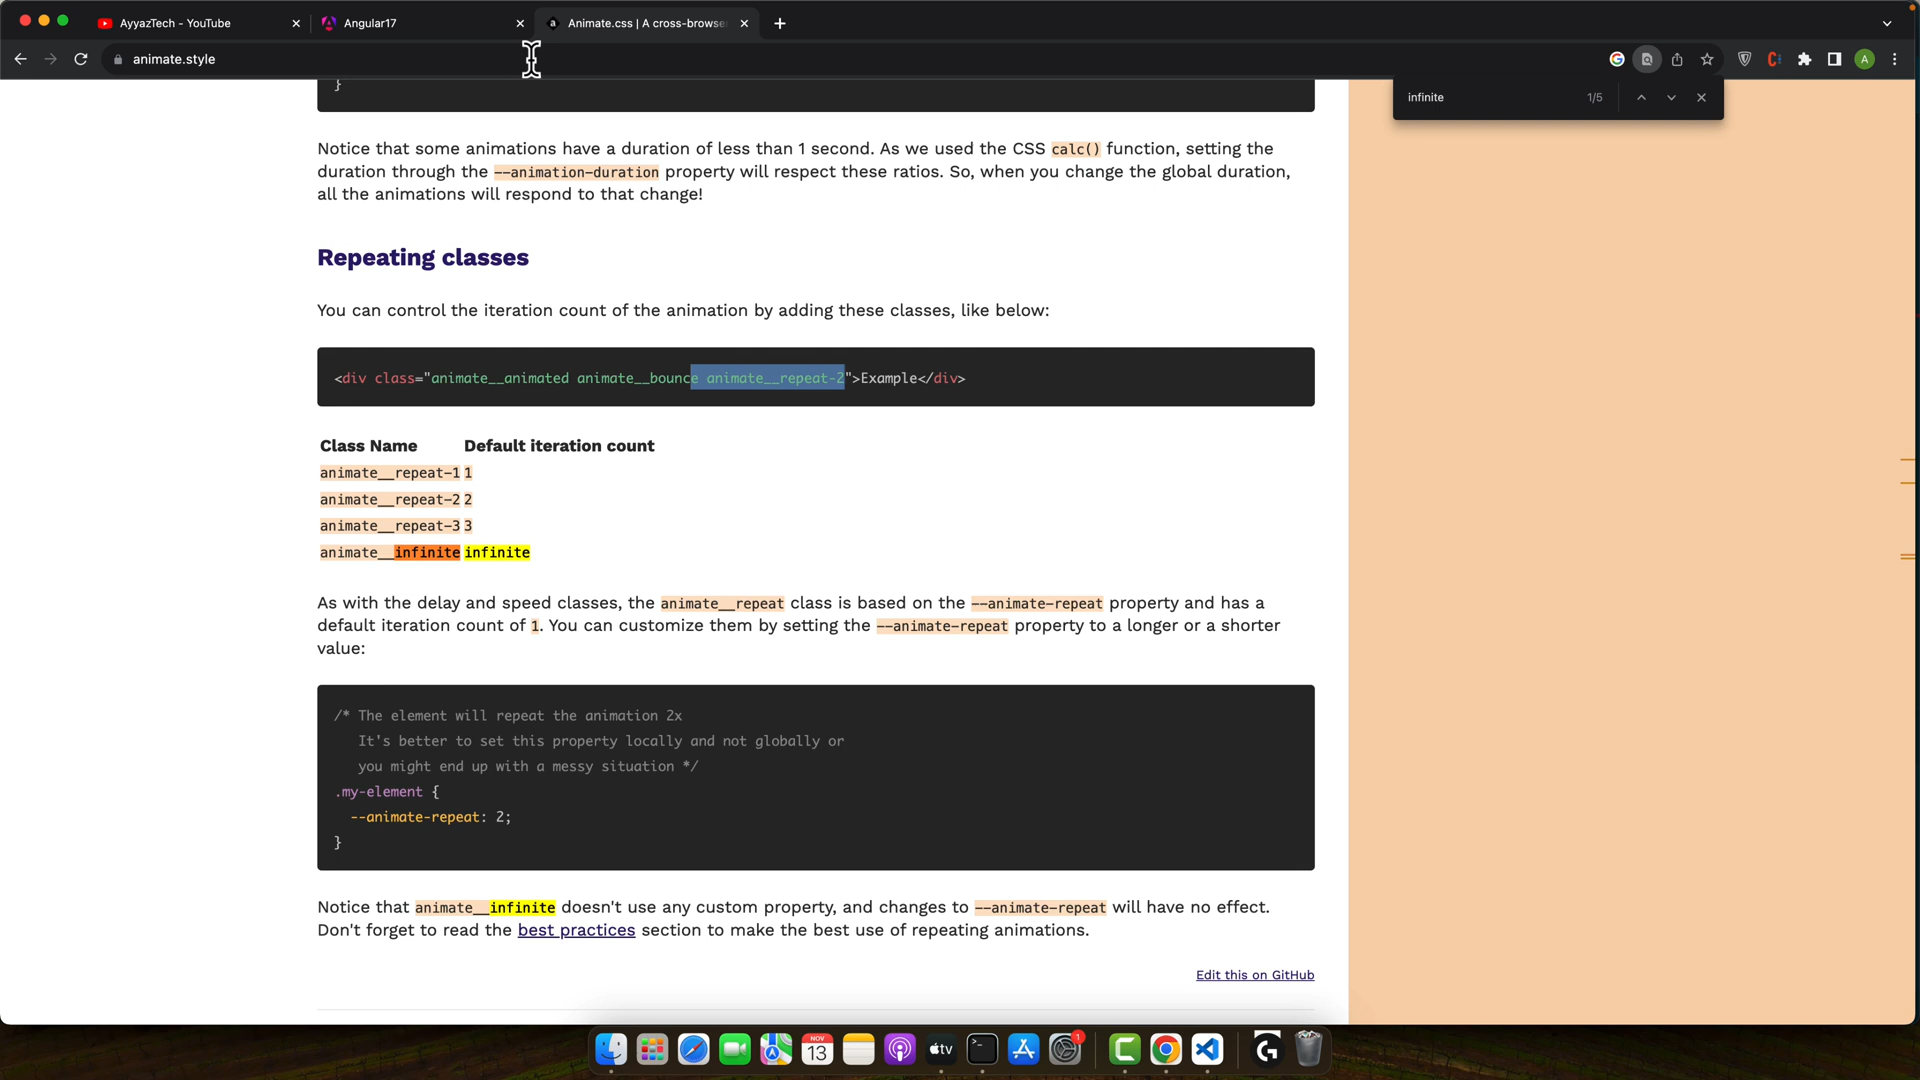 AyyazTech - YouTube
Angular17
Animate.css | A cross-browse
animate.style
infinite
1/5
}
Notice that some animations have a duration of less than 1 second. As we used the CSS calc() function, setting the
duration through the --animation-duration property will respect these ratios. So, when you change the global duration,
all the animations will respond to that change!
Repeating classes
You can control the iteration count of the animation by adding these classes, like below:
<div class="animate__animated animate__bounce animate__repeat-2">Example</div>
Class Name Default iteration count
animate__repeat-1 1
animate__repeat-2 2
animate__repeat-3 3
animate__infinite infinite
As with the delay and speed classes, the animate__repeat class is based on the --animate-repeat property and has a
default iteration count of 1. You can customize them by setting the --animate-repeat property to a longer or a shorter
value:
/* The element will repeat the animation 2x
It's better to set this property locally and not globally or
you might end up with a messy situation */
.my-element {
--animate-repeat: 2;
}
Notice that animate__infinite doesn't use any custom property, and changes to --animate-repeat will have no effect.
Don't forget to read the best practices section to make the best use of repeating animations.
Edit this on GitHub
NOV
13
tv
1